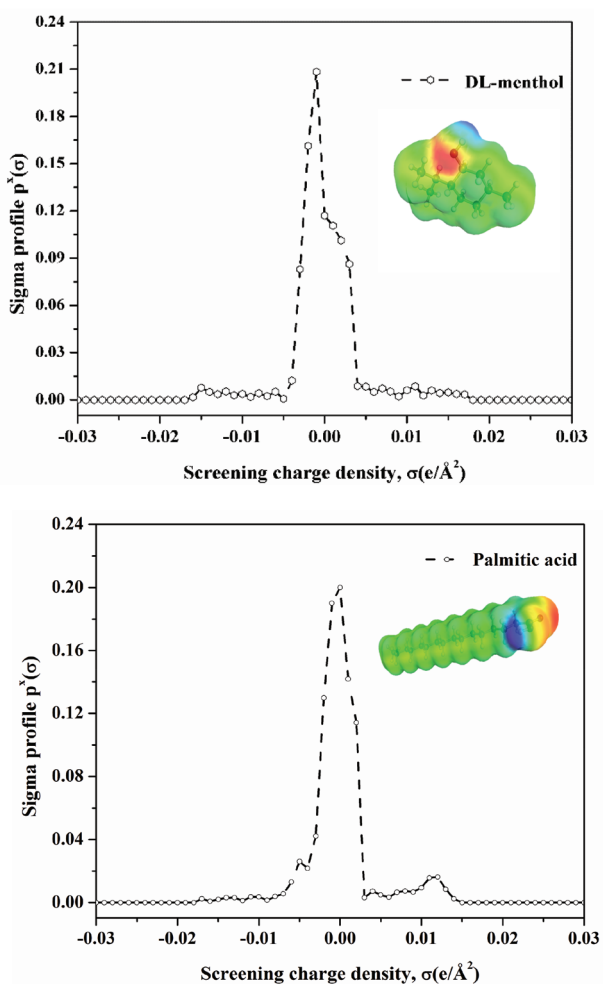 0.24
0.21
0.18
0.15
0.12
0.09
0.06
0.03
0.00
Sigma profile pˣ(σ)
DL-menthol
-0.03 -0.02 -0.01 0.00 0.01 0.02 0.03
Screening charge density, σ(e/Å²)
0.24
0.20
0.16
0.12
0.08
0.04
0.00
Sigma profile pˣ(σ)
Palmitic acid
-0.03 -0.02 -0.01 0.00 0.01 0.02 0.03
Screening charge density, σ(e/Å²)